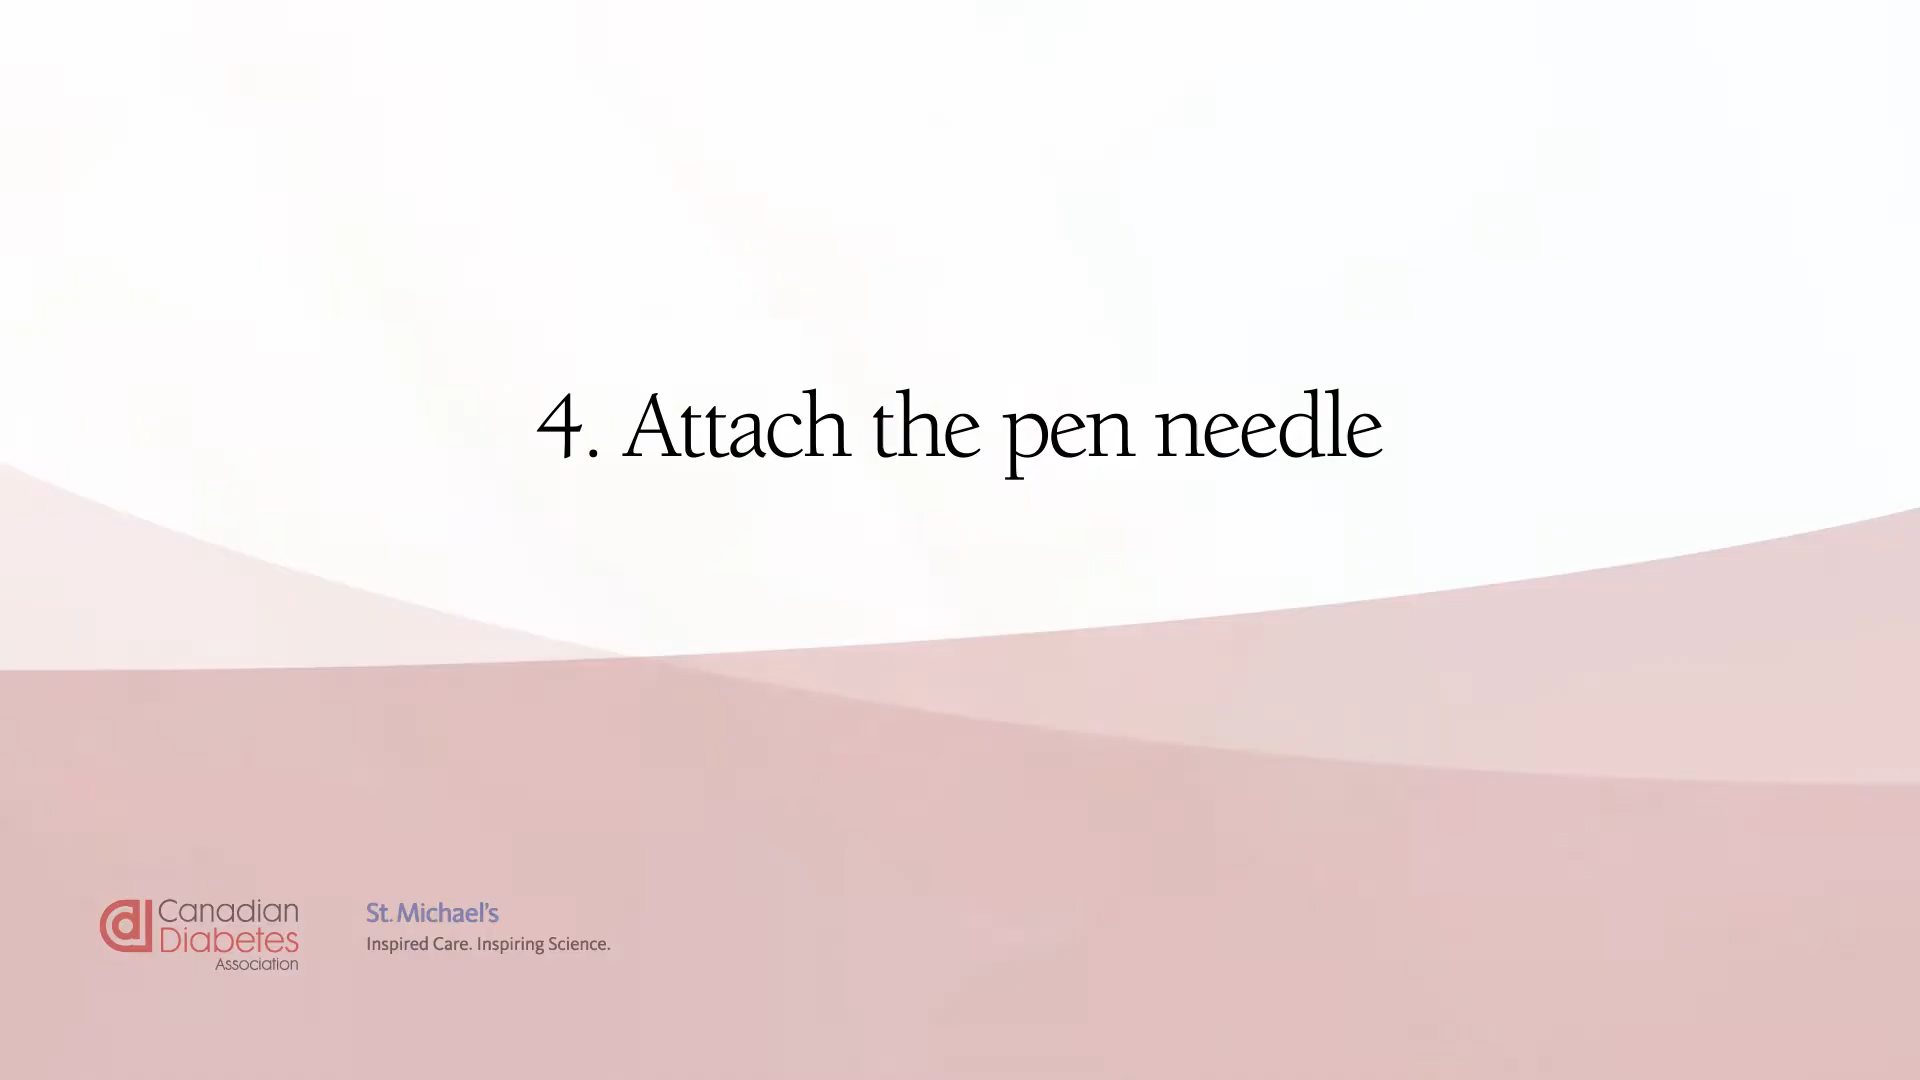 4. Attach the pen needle
Canadian
Diabetes
Association
St. Michael's
Inspired Care. Inspiring Science.